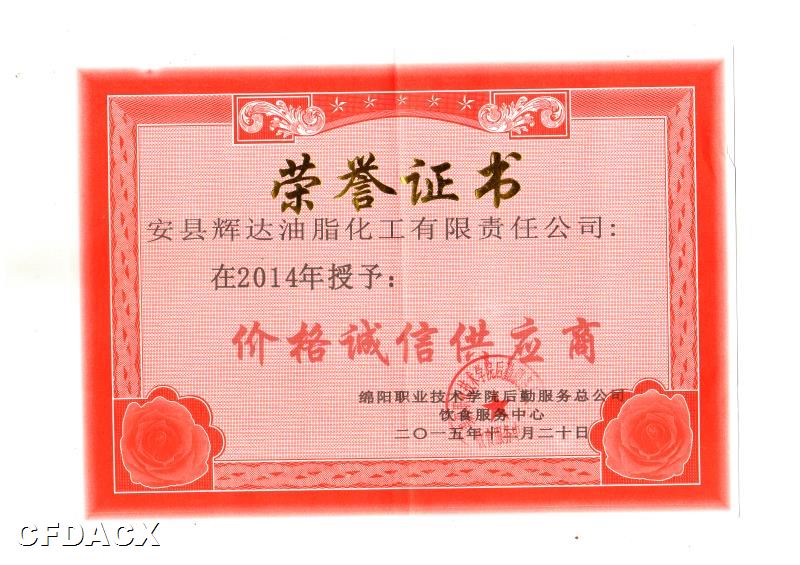 荣誉证书
安县辉达油脂化工有限责任公司:
在2014年授予:
价格诚信供应商
绵阳职业技术学院后勤服务总公司
饮食服务中心
二〇一五年十一月二十日
CFDACX